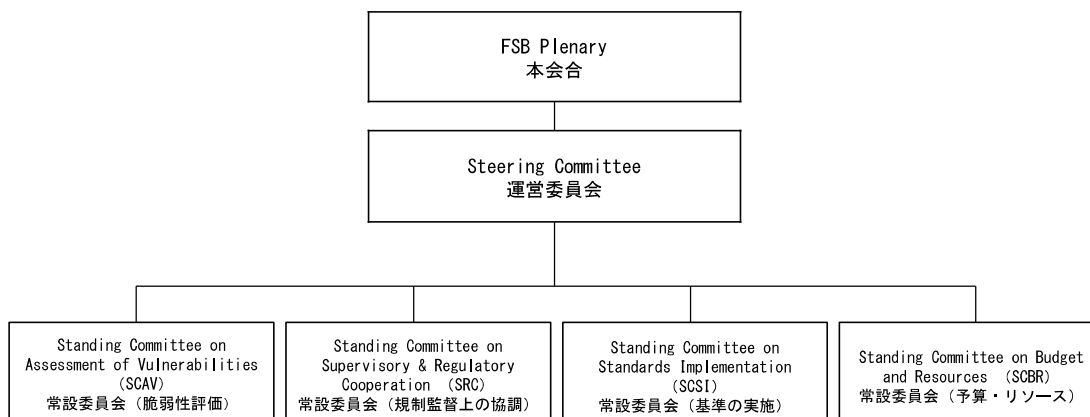 FSB Plenary
本会合
Steering Committee
運営委員会
Standing Committee on
Assessment of Vulnerabilities
(SCAV)
常設委員会（脆弱性評価）
Standing Committee on
Supervisory & Regulatory
Cooperation (SRC)
常設委員会（規制監督上の協調）
Standing Committee on
Standards Implementation
(SCSI)
常設委員会（基準の実施）
Standing Committee on Budget
and Resources (SCBR)
常設委員会（予算・リソース）